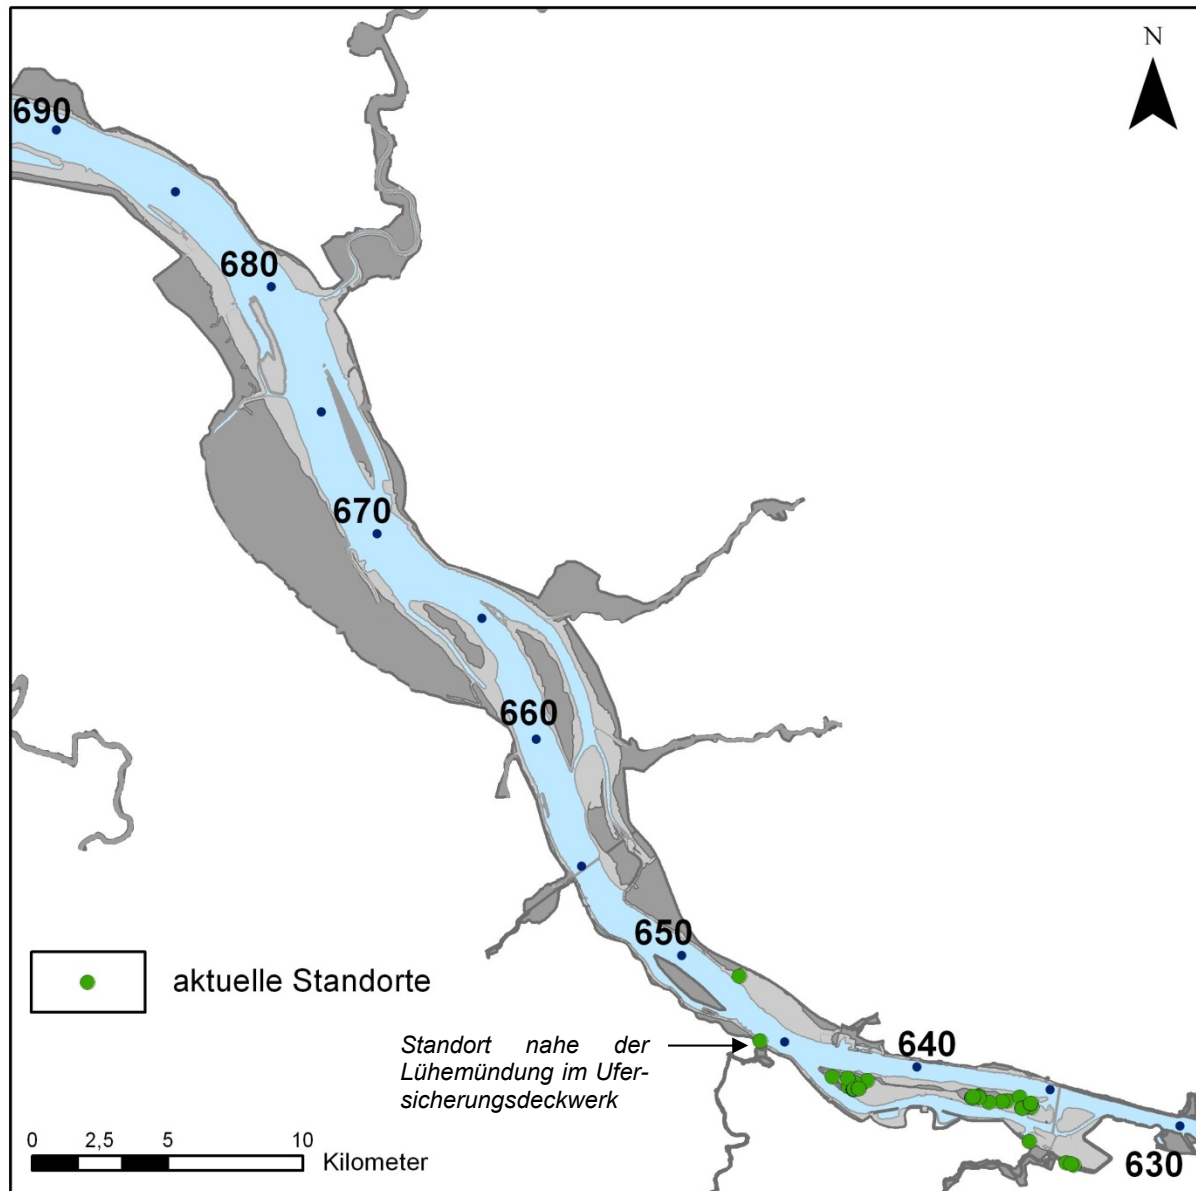 N
690
680
670
660
650
aktuelle Standorte
Standort nahe der
Lühemündung im Ufer-
sicherungsdeckwerk
640
630
0 2,5 5 10
Kilometer